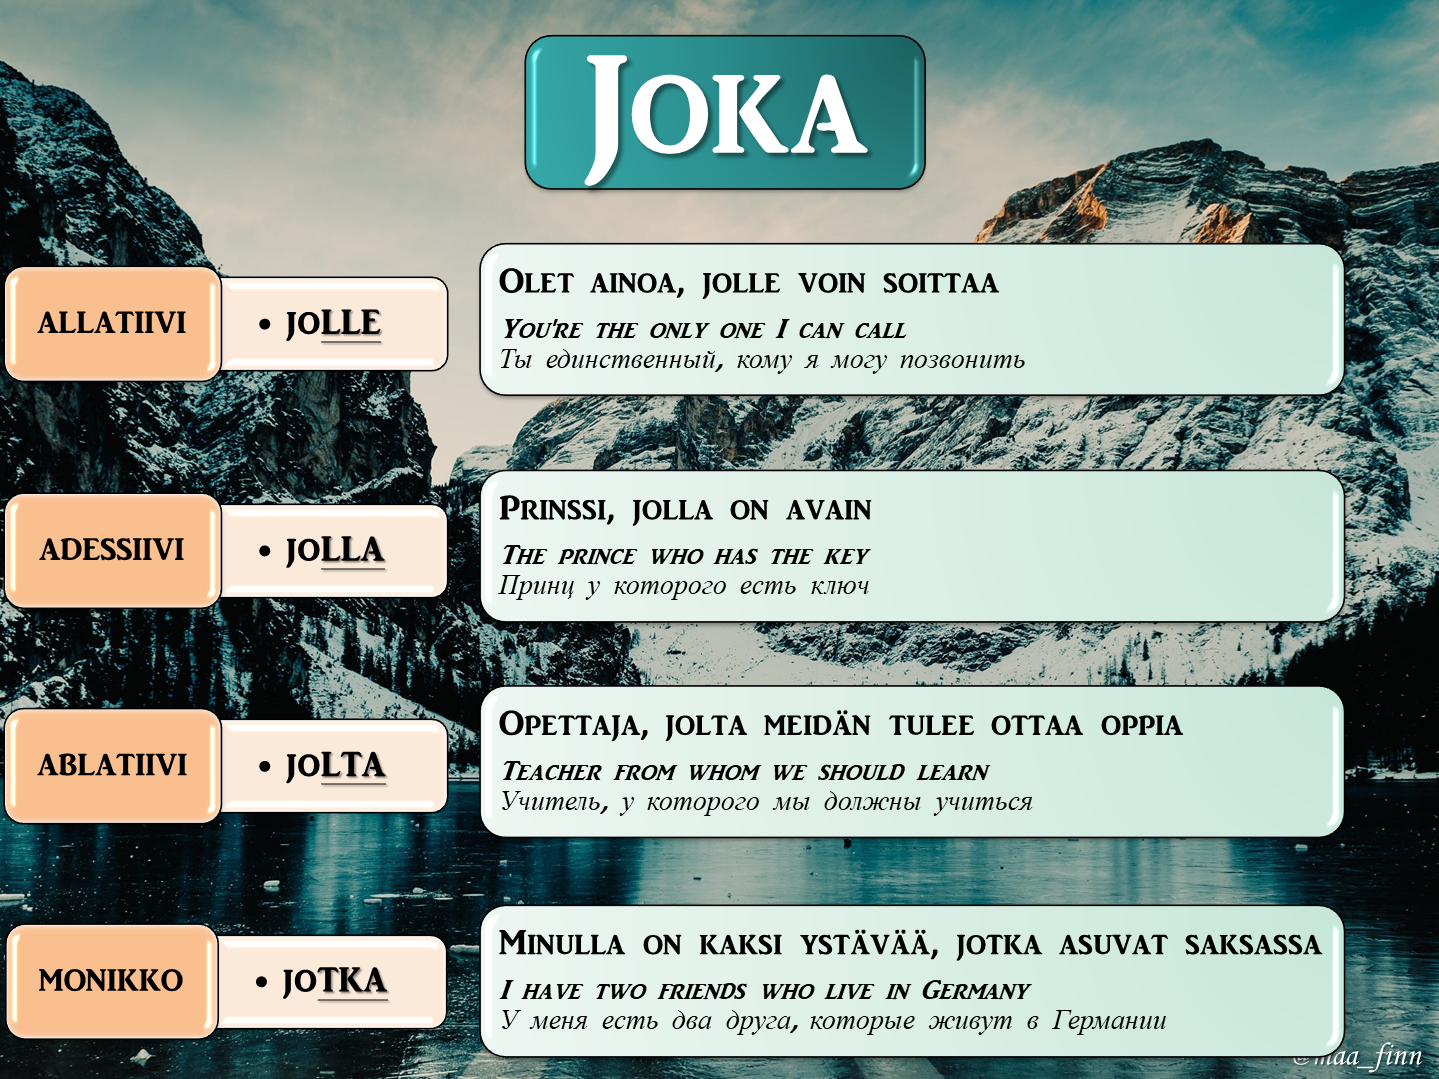 JOKA
ALLATIIVI
• JOLLE
OLET AINOA, JOLLE VOIN SOITTAA
YOU'RE THE ONLY ONE I CAN CALL
Ты единственный, кому я могу позвонить
ADESSIIVI
• JOLLA
PRINSSI, JOLLA ON AVAIN
THE PRINCE WHO HAS THE KEY
Принц у которого есть ключ
ABLATIIVI
• JOLTA
OPETTAJA, JOLTA MEIDÄN TULEE OTTAA OPPIA
TEACHER FROM WHOM WE SHOULD LEARN
Учитель, у которого мы должны учиться
MONIKKO
• JOTKA
MINULLA ON KAKSI YSTÄVÄÄ, JOTKA ASUVAT SAKSASSA
I HAVE TWO FRIENDS WHO LIVE IN GERMANY
У меня есть два друга, которые живут в Германии
@maa_finn